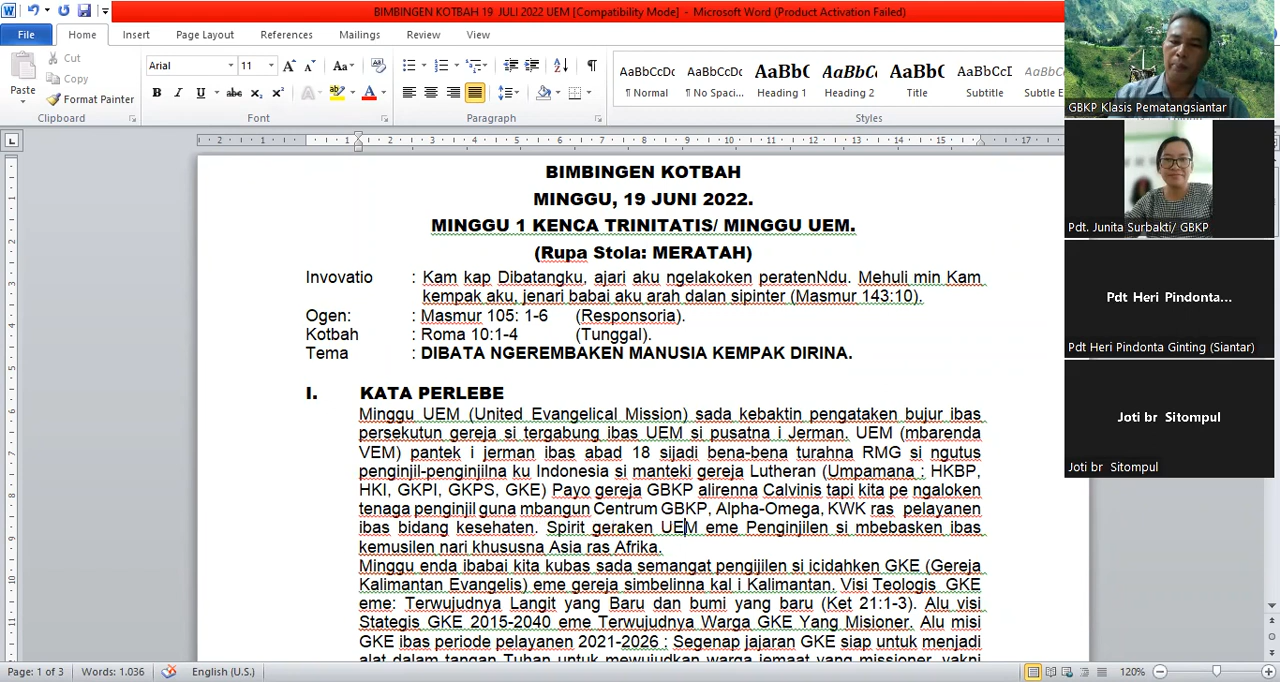 BIMBINGEN KOTBAH 19 JULI 2022 UEM [Compatibility Mode] - Microsoft Word (Product Activation Failed)
File Home Insert Page Layout References Mailings Review View
Paste
Cut
Copy
Format Painter
Clipboard
Arial 11
Font
Paragraph
AaBbCcDc AaBbCcDc AaBbC AaBbCc AaBbC AaBbCcD AaBbCcD
¶ Normal ¶ No Spaci... Heading 1 Heading 2 Title Subtitle Subtle E
Styles
GBKP Klasis Pematangsiantar
Pdt. Junita Surbakti/ GBKP
Pdt Heri Pindonta...
Pdt Heri Pindonta Ginting (Siantar)
Joti br Sitompul
Joti br Sitompul
BIMBINGEN KOTBAH
MINGGU, 19 JUNI 2022.
MINGGU 1 KENCA TRINITATIS/ MINGGU UEM.
(Rupa Stola: MERATAH)
Invovatio : Kam kap Dibatangku, ajari aku ngelakoken peratenNdu. Mehuli min Kam
kempak aku, jenari babai aku arah dalan sipinter (Masmur 143:10).
Ogen: : Masmur 105: 1-6 (Responsoria).
Kotbah : Roma 10:1-4 (Tunggal).
Tema : DIBATA NGEREMBAKEN MANUSIA KEMPAK DIRINA.
I. KATA PERLEBE
Minggu UEM (United Evangelical Mission) sada kebaktin pengataken bujur ibas
persekutun gereja si tergabung ibas UEM si pusatna i Jerman. UEM (mbarenda
VEM) pantek i jerman ibas abad 18 sijadi bena-bena turahna RMG si ngutus
penginjil-penginjilna ku Indonesia si manteki gereja Lutheran (Umpamana : HKBP,
HKI, GKPI, GKPS, GKE) Payo gereja GBKP alirenna Calvinis tapi kita pe ngaloken
tenaga penginjil guna mbangun Centrum GBKP, Alpha-Omega, KWK ras pelayanen
ibas bidang kesehaten. Spirit geraken UEM eme Penginjilen si mbebasken ibas
kemusilen nari khususna Asia ras Afrika.
Minggu enda ibabai kita kubas sada semangat pengijilen si icidahken GKE (Gereja
Kalimantan Evangelis) eme gereja simbelinna kal i Kalimantan. Visi Teologis GKE
eme: Terwujudnya Langit yang Baru dan bumi yang baru (Ket 21:1-3). Alu visi
Stategis GKE 2015-2040 eme Terwujudnya Warga GKE Yang Misioner. Alu misi
GKE ibas periode pelayanen 2021-2026 : Segenap jajaran GKE siap untuk menjadi
alat dalam tangan Tuhan untuk mewujudkan warga jemaat yang missioner, yakni
Page: 1 of 3 Words: 1.036 English (U.S.) 120%